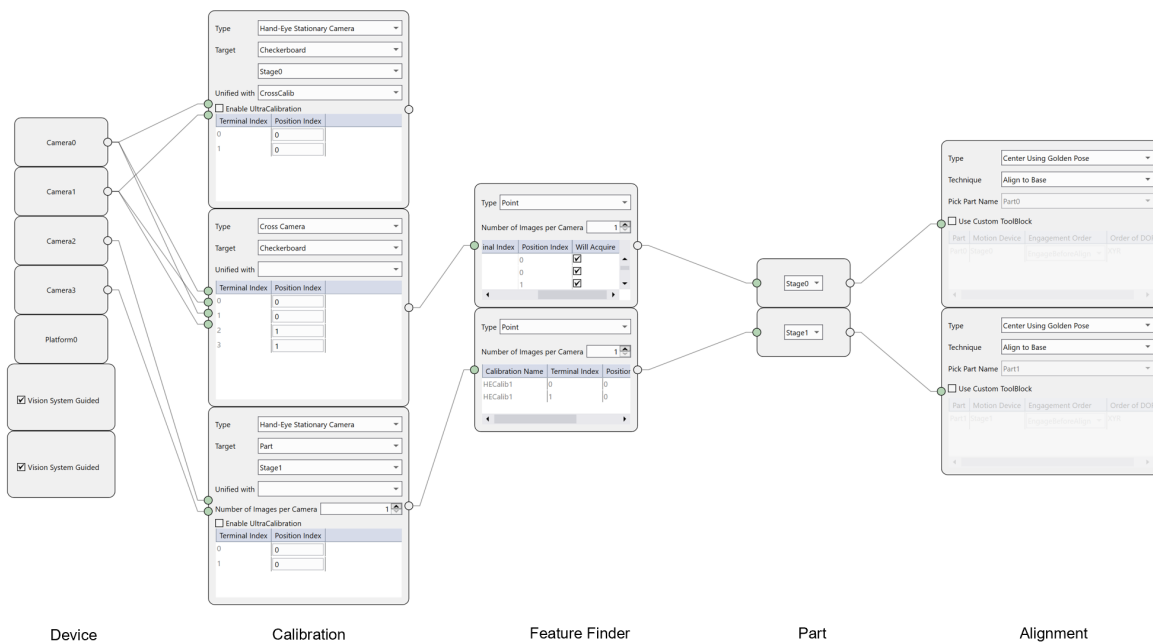 Camera0
Camera1
Camera2
Camera3
Platform0
Vision System Guided
Vision System Guided
Type Hand-Eye Stationary Camera
Target Checkerboard
Stage0
Unified with CrossCalib
Enable UltraCalibration
Terminal Index Position Index
0 0
1 0
Type Cross Camera
Target Checkerboard
Unified with
Terminal Index Position Index
0 0
1 0
2 1
3 1
Type Hand-Eye Stationary Camera
Target Part
Stage1
Unified with
Number of Images per Camera 1
Enable UltraCalibration
Terminal Index Position Index
0 0
1 0
Type Point
Number of Images per Camera 1
inal Index Position Index Will Acquire
0
0
1
Type Point
Number of Images per Camera 1
Calibration Name Terminal Index Position
HECalib1 0 0
HECalib1 1 0
Stage0
Stage1
Type Center Using Golden Pose
Technique Align to Base
Pick Part Name Part0
Use Custom ToolBlock
Part Motion Device Engagement Order Order of DOF
Type Center Using Golden Pose
Technique Align to Base
Pick Part Name Part1
Use Custom ToolBlock
Part Motion Device Engagement Order Order of DOF
Device Calibration Feature Finder Part Alignment